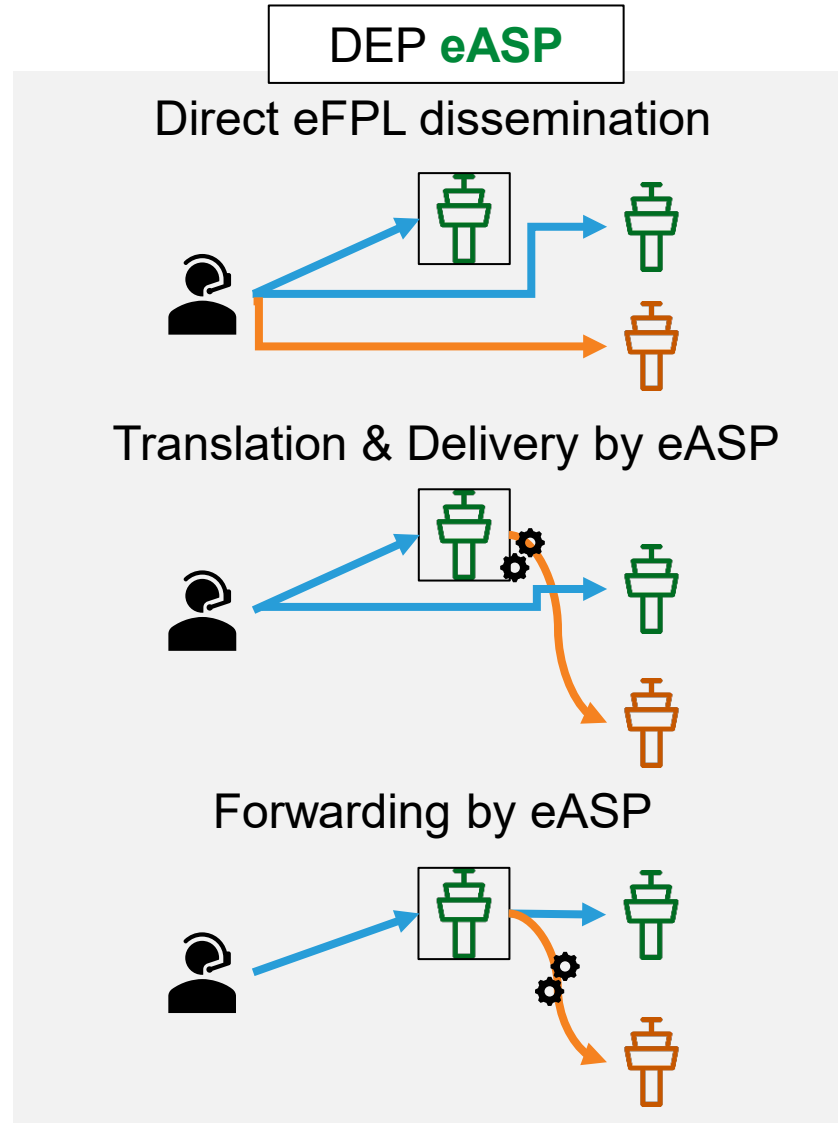 DEP eASP
Direct eFPL dissemination
Translation & Delivery by eASP
Forwarding by eASP